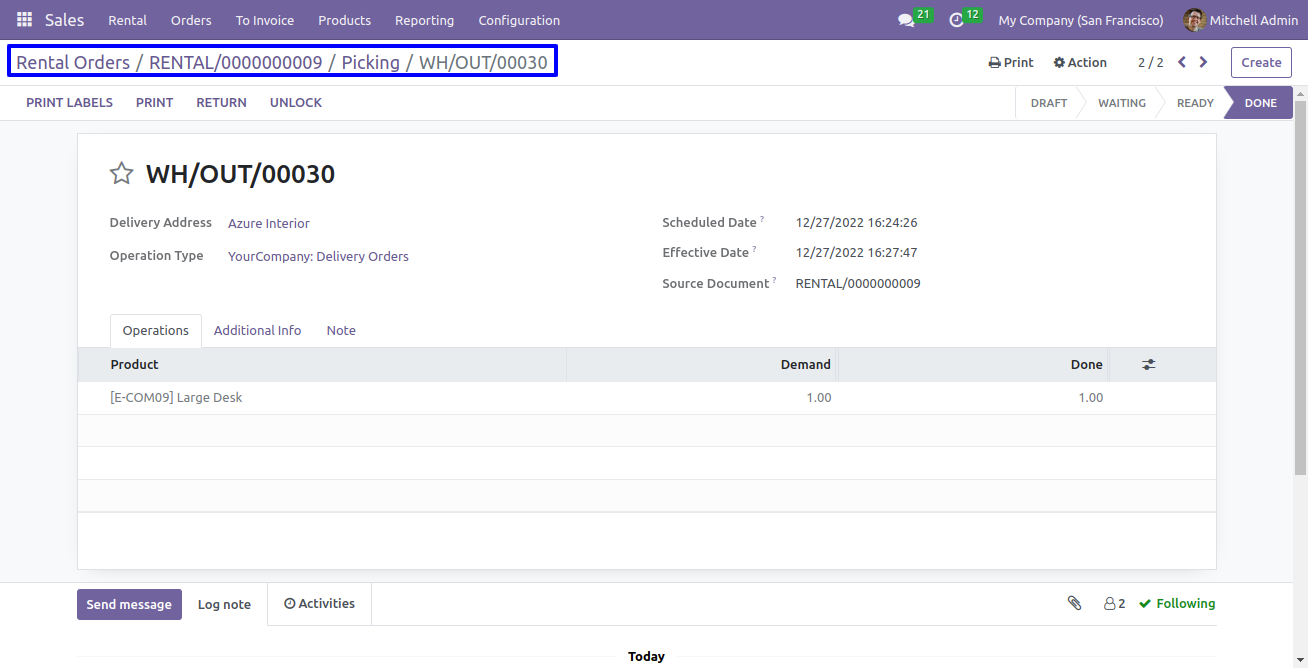 Sales Rental Orders To Invoice Products Reporting Configuration 21 12 My Company (San Francisco) Mitchell Admin
Rental Orders / RENTAL/0000000009 / Picking / WH/OUT/00030 Print Action 2 / 2 Create
PRINT LABELS PRINT RETURN UNLOCK DRAFT WAITING READY DONE
WH/OUT/00030
Delivery Address Azure Interior Scheduled Date ? 12/27/2022 16:24:26
Operation Type YourCompany: Delivery Orders Effective Date ? 12/27/2022 16:27:47
Source Document ? RENTAL/0000000009
Operations Additional Info Note
Product Demand Done
[E-COM09] Large Desk 1.00 1.00
Send message Log note Activities 2 Following
Today